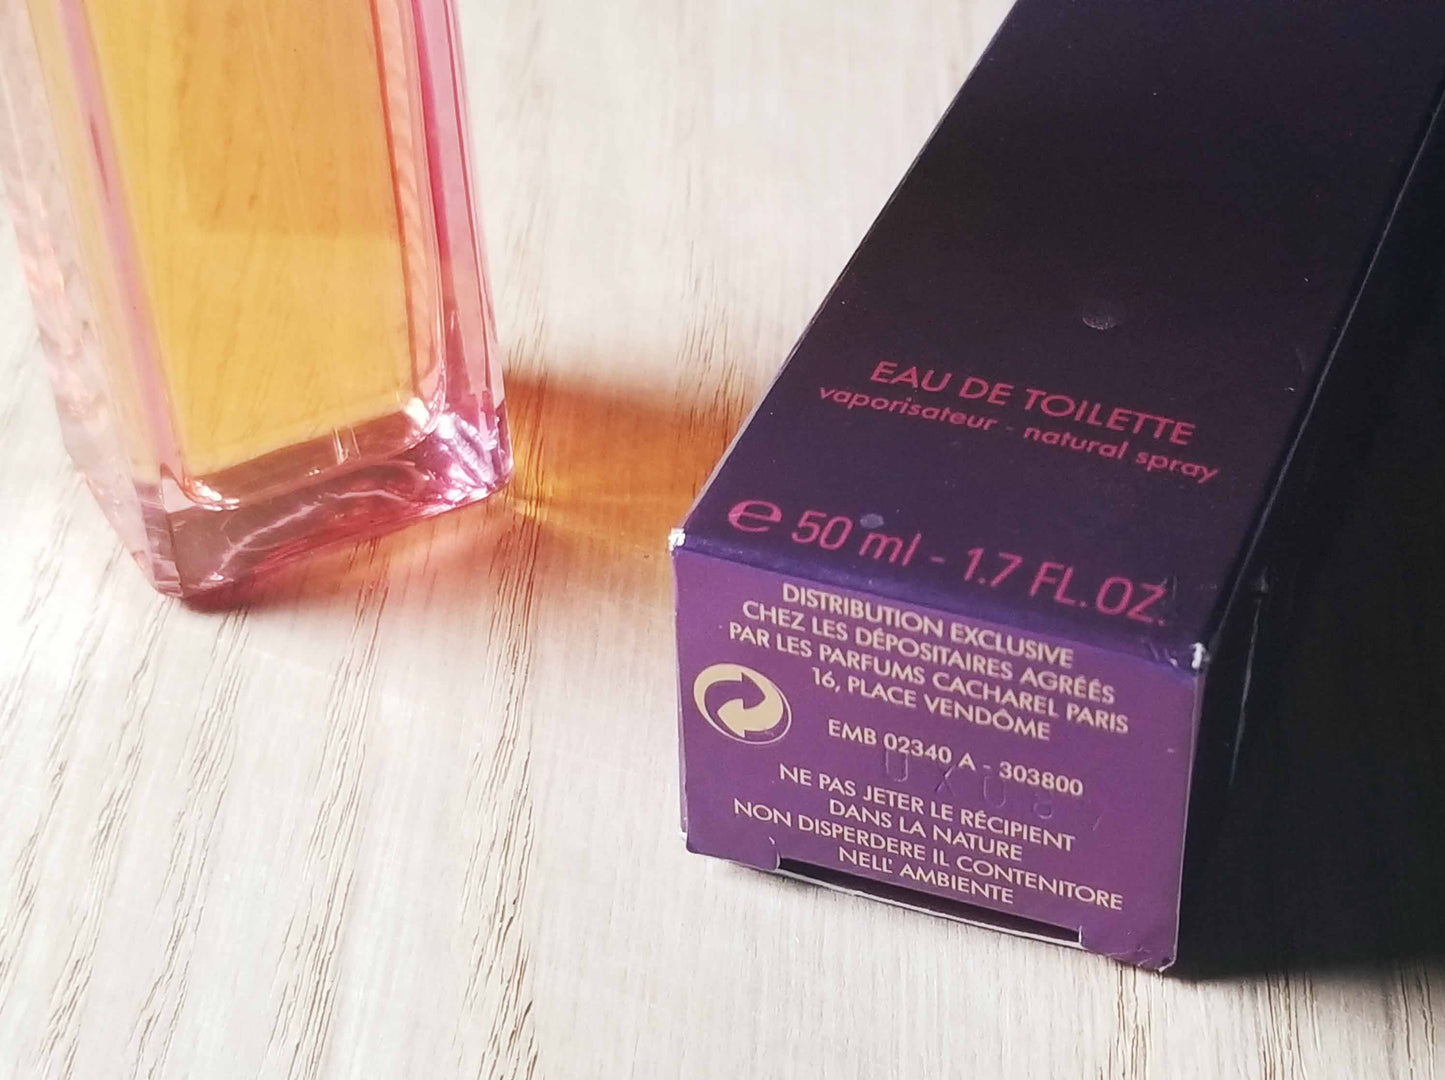 EAU DE TOILETTE
vaporisateur - natural spray
℮ 50 ml - 1.7 FL.OZ.
DISTRIBUTION EXCLUSIVE
CHEZ LES DÉPOSITAIRES AGRÉÉS
PAR LES PARFUMS CACHAREL PARIS
16, PLACE VENDÔME
EMB 02340 A - 303800
NE PAS JETER LE RÉCIPIENT
DANS LA NATURE
NON DISPERDERE IL CONTENITORE
NELL' AMBIENTE